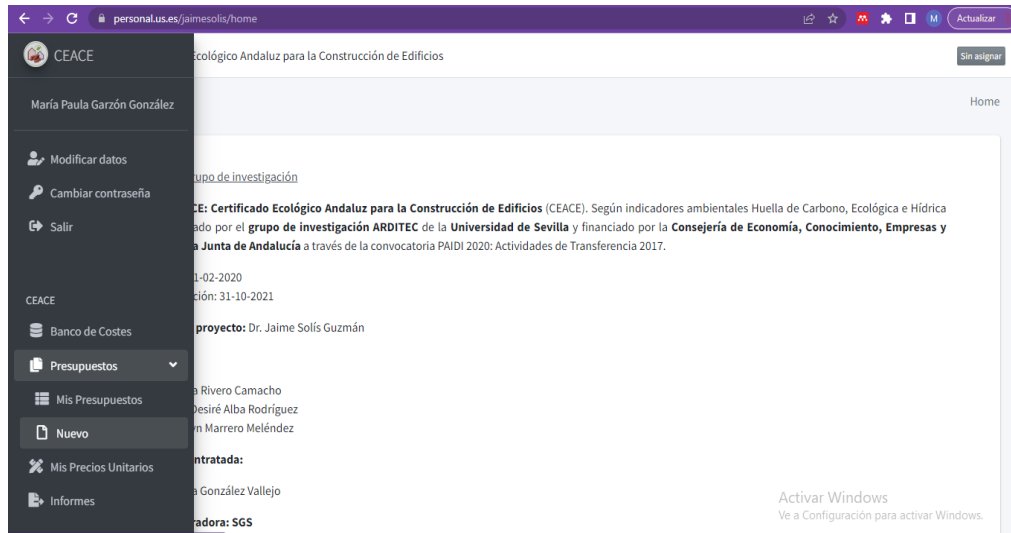 personal.us.es/jaimesolis/home
M
Actualizar
CEACE
Ecológico Andaluz para la Construcción de Edificios
Sin asignar
María Paula Garzón González
Home
Modificar datos
Cambiar contraseña
Salir
CEACE
Banco de Costes
Presupuestos
Mis Presupuestos
Nuevo
Mis Precios Unitarios
Informes
rupo de investigación
CE: Certificado Ecológico Andaluz para la Construcción de Edificios (CEACE). Según indicadores ambientales Huella de Carbono, Ecológica e Hídrica
ado por el grupo de investigación ARDITEC de la Universidad de Sevilla y financiado por la Consejería de Economía, Conocimiento, Empresas y
a Junta de Andalucía a través de la convocatoria PAIDI 2020: Actividades de Transferencia 2017.
1-02-2020
ción: 31-10-2021
proyecto: Dr. Jaime Solís Guzmán
a Rivero Camacho
Desiré Alba Rodríguez
yn Marrero Meléndez
ntratada:
a González Vallejo
radora: SGS
Activar Windows
Ve a Configuración para activar Windows.